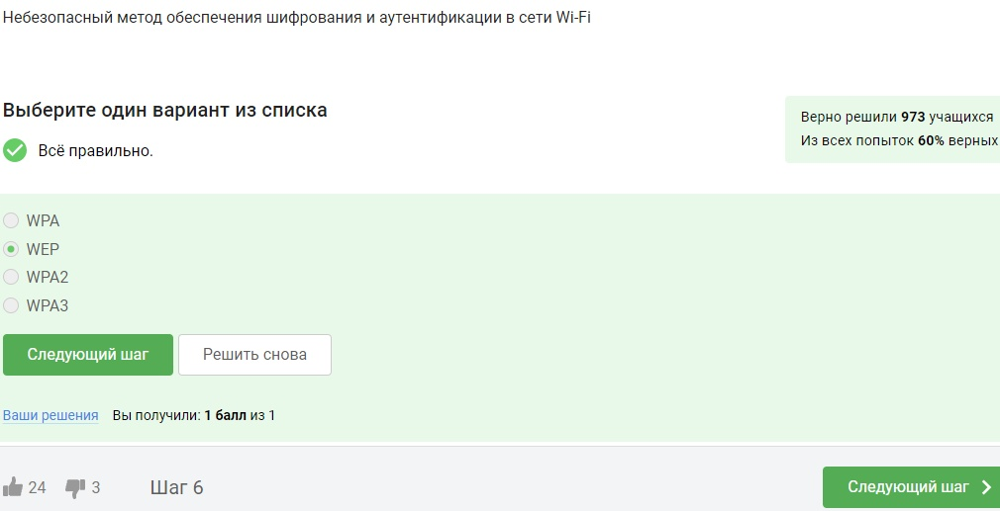 Небезопасный метод обеспечения шифрования и аутентификации в сети Wi-Fi
Выберите один вариант из списка
Всё правильно.
Верно решили 973 учащихся
Из всех попыток 60% верных
WPA
WEP
WPA2
WPA3
Следующий шаг
Решить снова
Ваши решения Вы получили: 1 балл из 1
24 3 Шаг 6
Следующий шаг